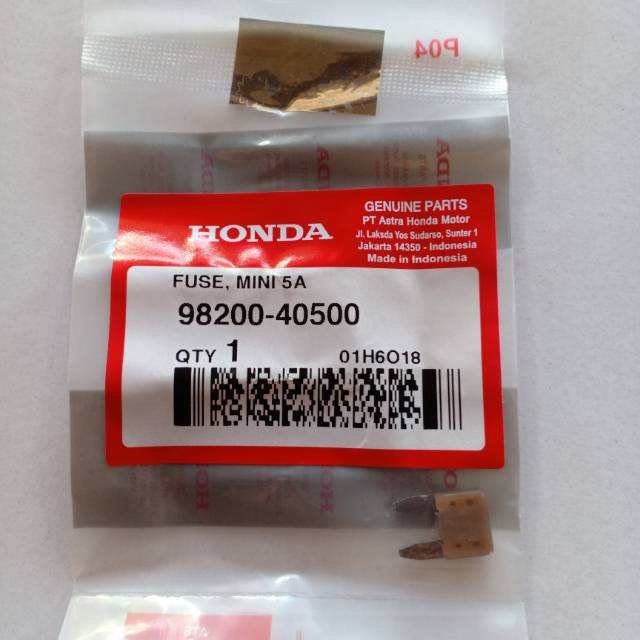 P04
HONDA
GENUINE PARTS
PT Astra Honda Motor
Jl. Laksda Yos Sudarso, Sunter 1
Jakarta 14350 - Indonesia
Made in Indonesia
FUSE, MINI 5A
98200-40500
QTY 1
01H6O18